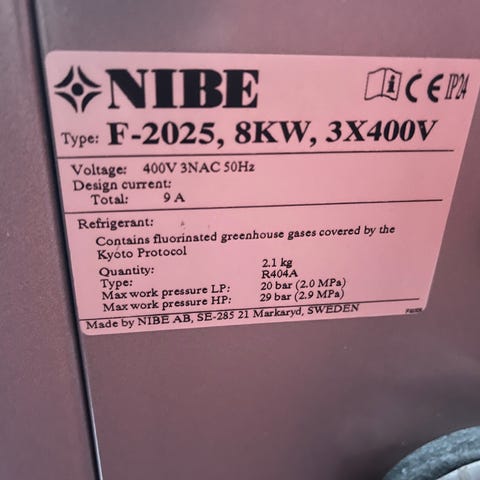 NIBE
CE IP24
Type: F-2025, 8KW, 3X400V
Voltage: 400V 3NAC 50Hz
Design current:
Total: 9 A
Refrigerant:
Contains fluorinated greenhouse gases covered by the
Kyoto Protocol
Quantity: 2.1 kg
Type: R404A
Max work pressure LP: 20 bar (2.0 MPa)
Max work pressure HP: 29 bar (2.9 MPa)
Made by NIBE AB, SE-285 21 Markaryd, SWEDEN